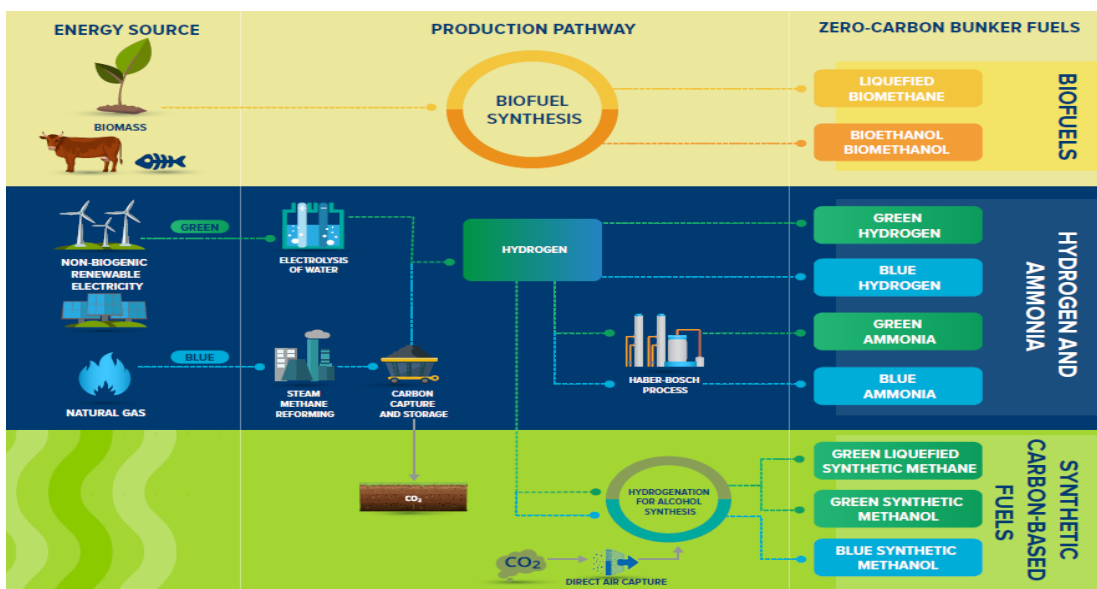 ENERGY SOURCE
PRODUCTION PATHWAY
ZERO-CARBON BUNKER FUELS
BIOMASS
BIOFUEL
SYNTHESIS
LIQUEFIED
BIOMETHANE
BIOETHANOL
BIOMETHANOL
BIOFUELS
NON-BIOGENIC
RENEWABLE
ELECTRICITY
GREEN
ELECTROLYSIS
OF WATER
HYDROGEN
GREEN
HYDROGEN
BLUE
HYDROGEN
GREEN
AMMONIA
BLUE
AMMONIA
HYDROGEN AND
AMMONIA
NATURAL GAS
BLUE
STEAM
METHANE
REFORMING
CARBON
CAPTURE
AND STORAGE
HABER-BOSCH
PROCESS
CO₂
HYDROGENATION
FOR ALCOHOL
SYNTHESIS
CO₂
DIRECT AIR CAPTURE
GREEN LIQUEFIED
SYNTHETIC METHANE
GREEN SYNTHETIC
METHANOL
BLUE SYNTHETIC
METHANOL
SYNTHETIC
CARBON-BASED
FUELS